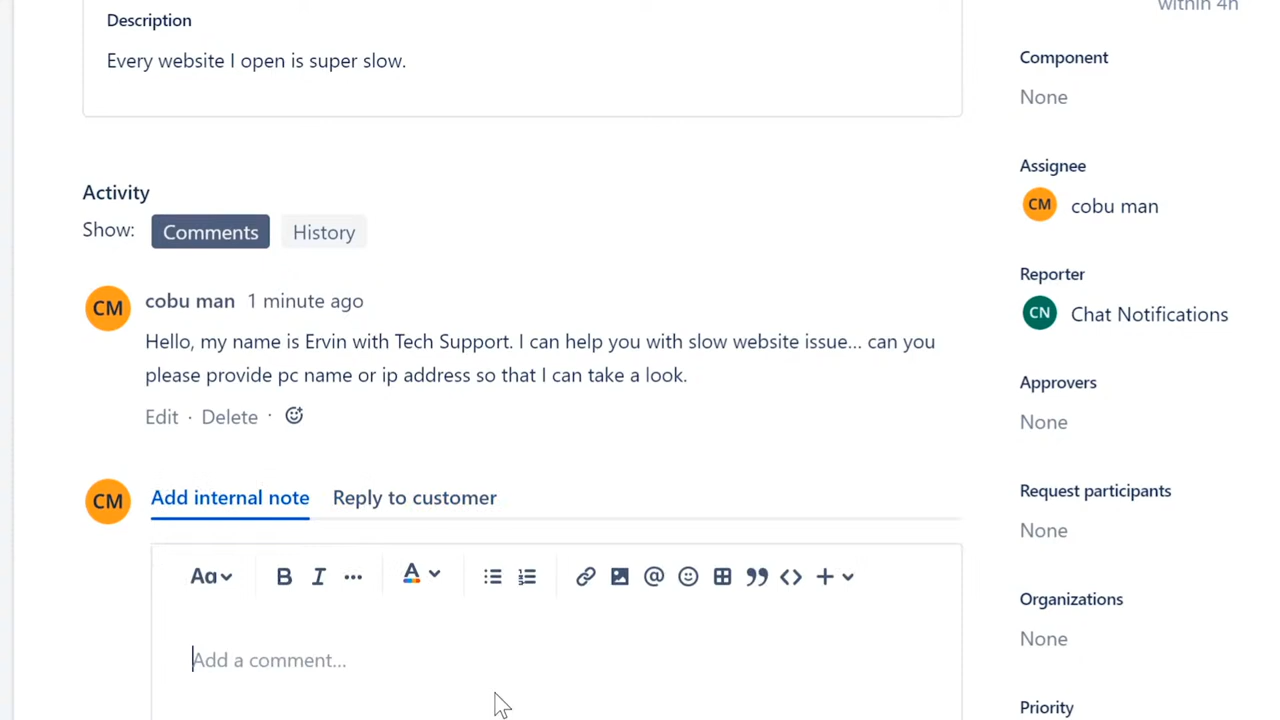 within 4h
Description
Every website I open is super slow.
Component
None
Assignee
CM cobu man
Activity
Show: Comments History
Reporter
CN Chat Notifications
CM cobu man 1 minute ago
Hello, my name is Ervin with Tech Support. I can help you with slow website issue... can you
please provide pc name or ip address so that I can take a look.
Edit · Delete ·
Approvers
None
CM Add internal note Reply to customer
Request participants
None
Aa B I ... A @ <> +
Organizations
None
Add a comment...
Priority